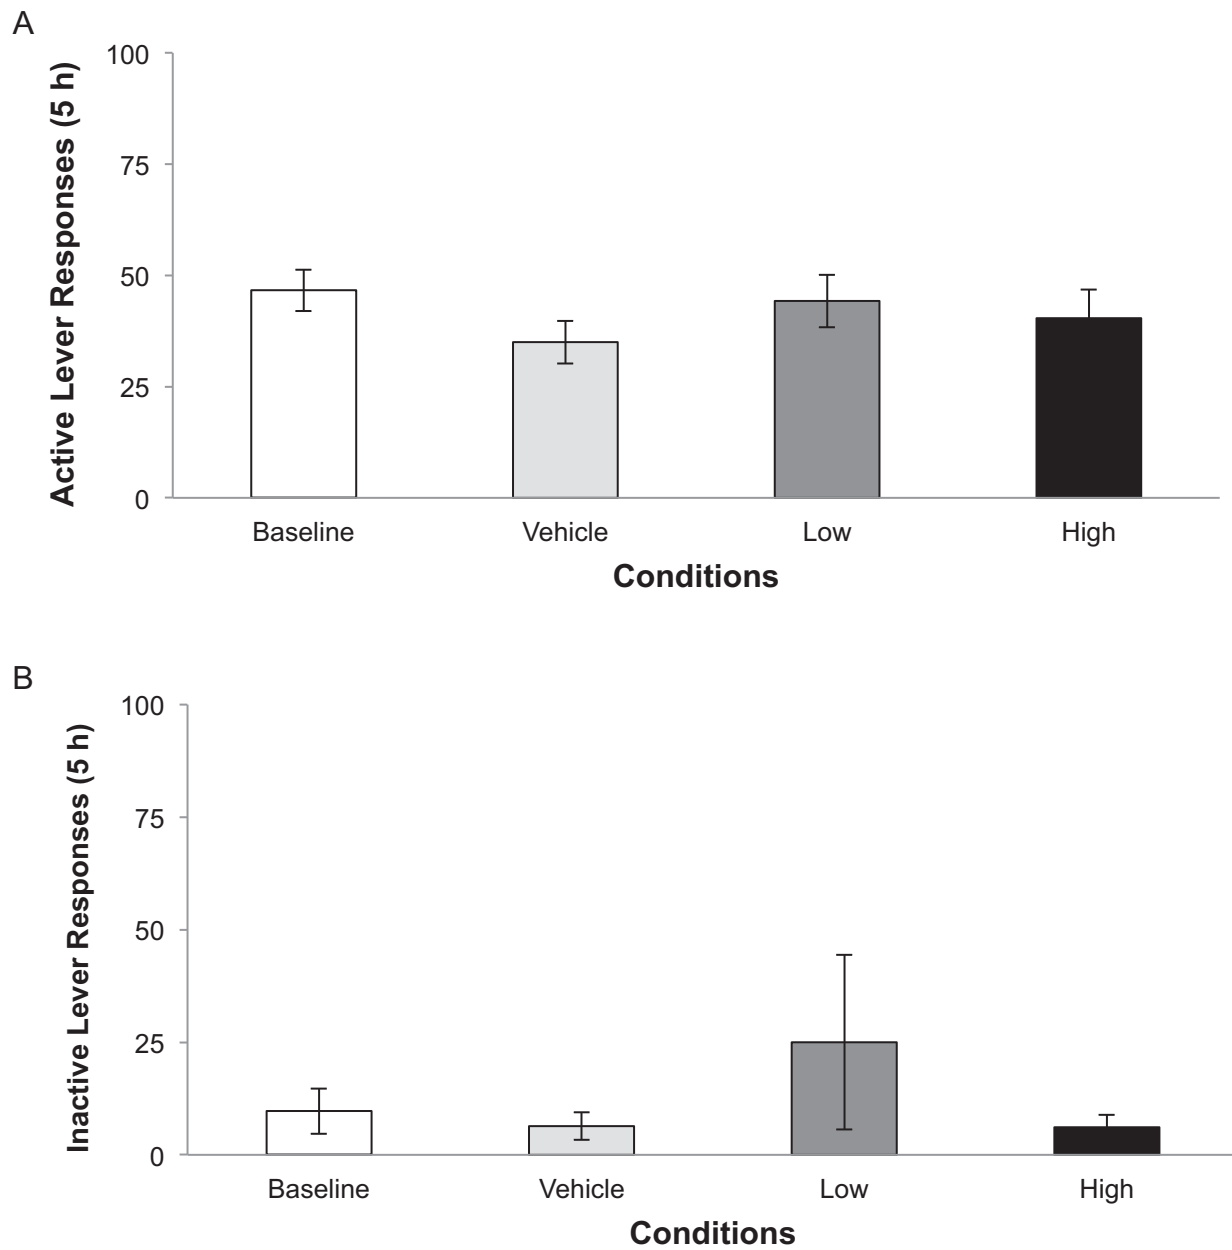 A
Active Lever Responses (5 h)
100
75
50
25
0
Baseline Vehicle Low High
Conditions
B
Inactive Lever Responses (5 h)
100
75
50
25
0
Baseline Vehicle Low High
Conditions